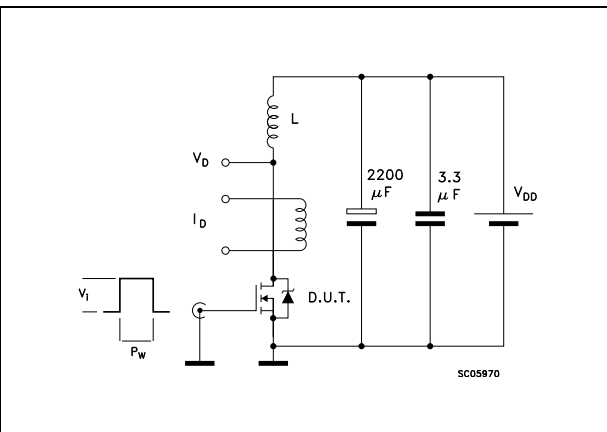 L
V_D
2200
μF
3.3
μF
V_DD
I_D
V_i
D.U.T.
P_W
SC05970